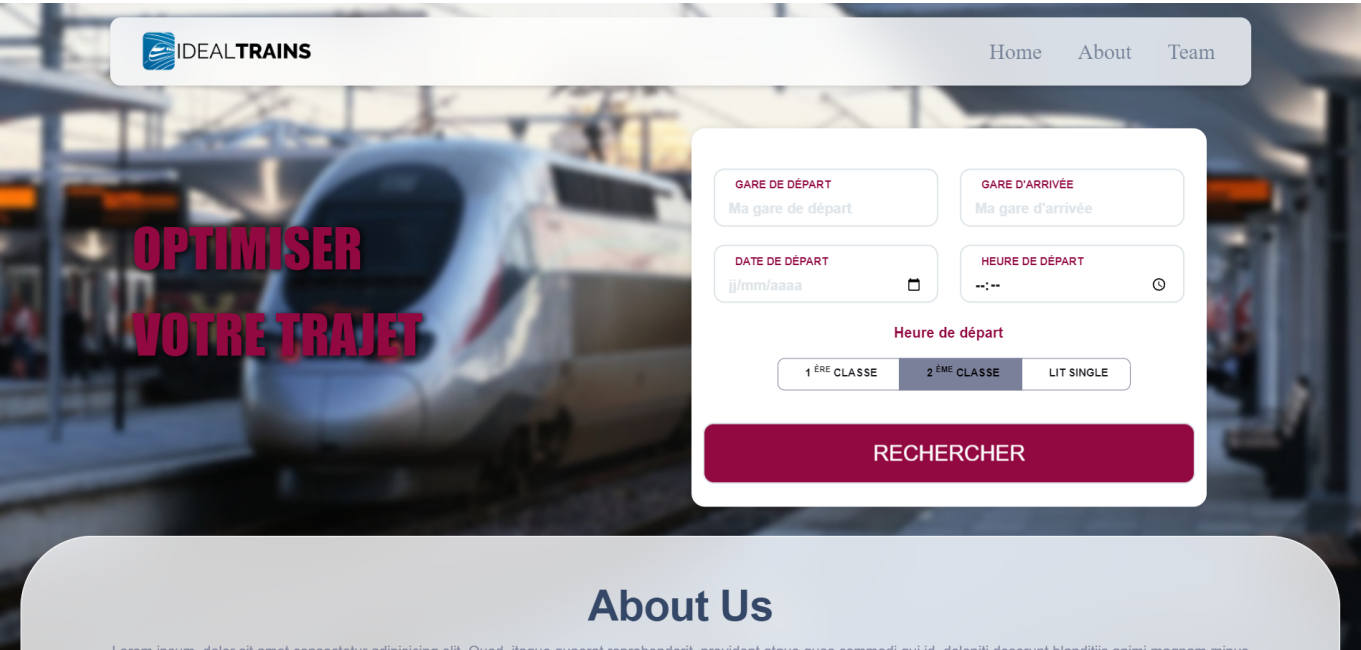 IDEALTRAINS
Home About Team
OPTIMISER
VOTRE TRAJET
GARE DE DÉPART
Ma gare de départ
GARE D'ARRIVÉE
Ma gare d'arrivée
DATE DE DÉPART
jj/mm/aaaa
HEURE DE DÉPART
--:--
Heure de départ
1 ÈRE CLASSE
2 ÈME CLASSE
LIT SINGLE
RECHERCHER
About Us